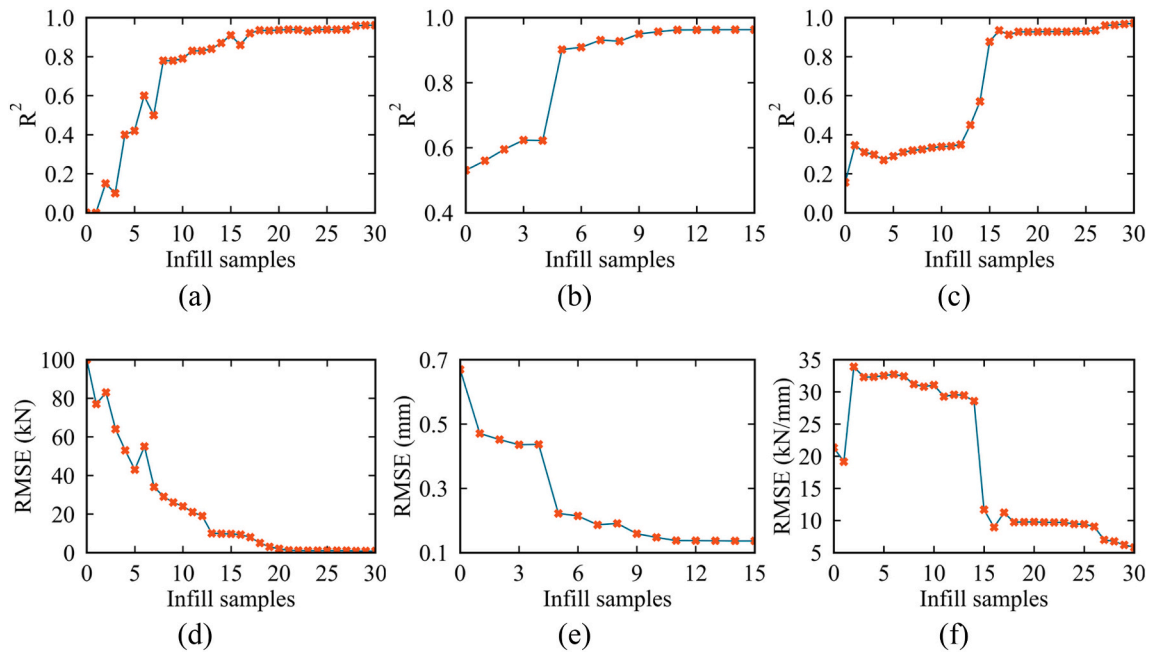 1.0
0.8
0.6
0.4
0.2
0.0
R²
0 5 10 15 20 25 30
Infill samples
(a)
1.0
0.8
0.6
0.4
R²
0 3 6 9 12 15
Infill samples
(b)
1.0
0.8
0.6
0.4
0.2
0.0
R²
0 5 10 15 20 25 30
Infill samples
(c)
100
80
60
40
20
0
RMSE (kN)
0 5 10 15 20 25 30
Infill samples
(d)
0.7
0.5
0.3
0.1
RMSE (mm)
0 3 6 9 12 15
Infill samples
(e)
35
30
25
20
15
10
5
RMSE (kN/mm)
0 5 10 15 20 25 30
Infill samples
(f)